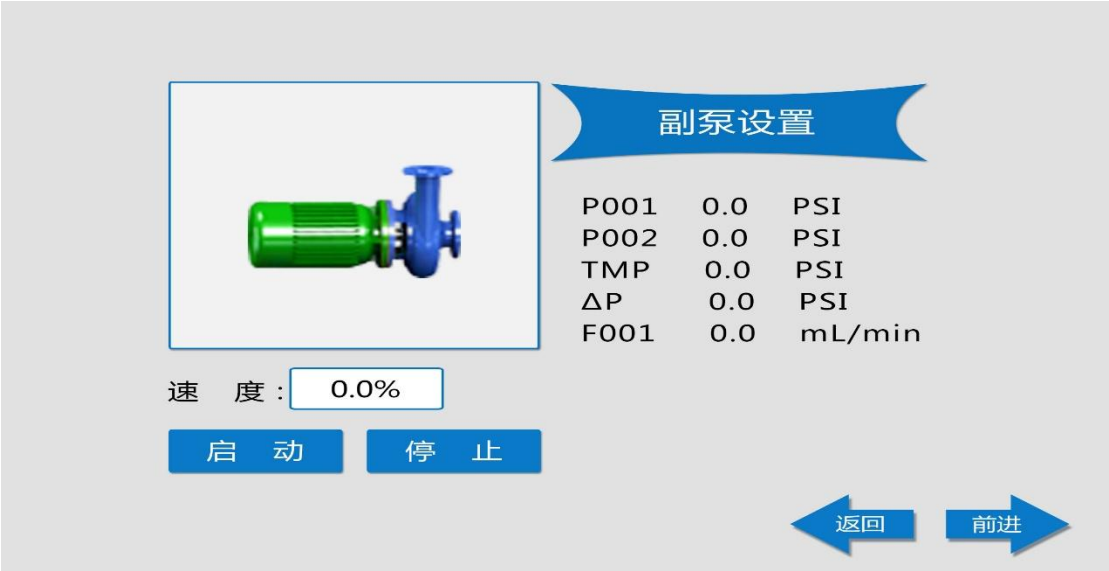 副泵设置
P001 0.0 PSI
P002 0.0 PSI
TMP 0.0 PSI
ΔP 0.0 PSI
F001 0.0 mL/min
速 度: 0.0%
启 动 停 止
返回 前进